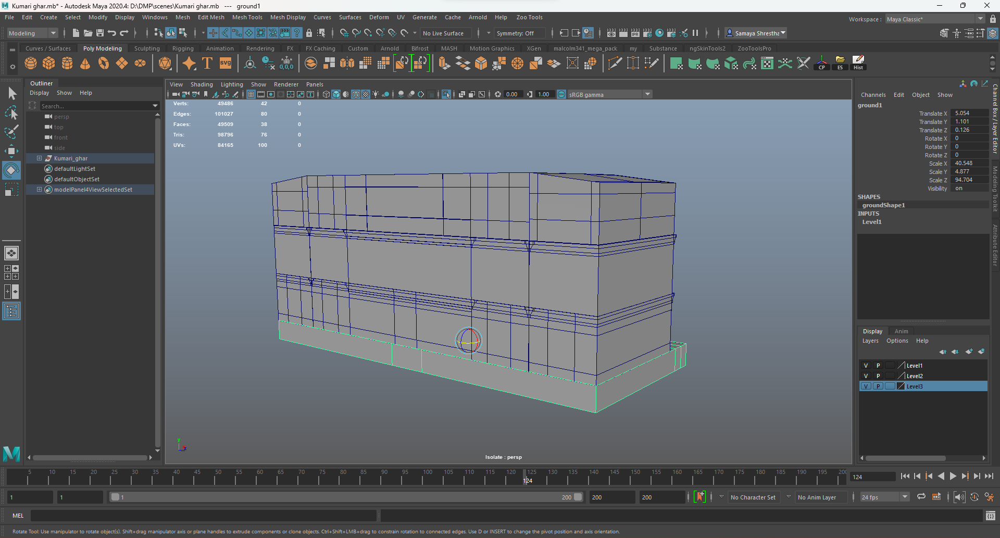 Kumari ghar.mb* - Autodesk Maya 2020.4: D:\DMP\scenes\Kumari ghar.mb --- ground1
File Edit Create Select Modify Display Windows Mesh Edit Mesh Mesh Tools Mesh Display Curves Surfaces Deform UV Generate Cache Arnold Help Zoo Tools
Workspace : Maya Classic*
Modeling
No Live Surface
Symmetry: Off
IPR
Samaya Shrestha
Curves / Surfaces Poly Modeling Sculpting Rigging Animation Rendering FX FX Caching Custom Arnold Bifrost MASH Motion Graphics XGen malcolm341_mega_pack my Substance ngSkinTools2 ZooToolsPro
T svg 0,0,0 CP ES Hist
Outliner
Display Show Help
Search...
persp
top
front
side
Kumari_ghar
defaultLightSet
defaultObjectSet
modelPanel4ViewSelectedSet
View Shading Lighting Show Renderer Panels
0.00 1.00 ON sRGB gamma
Verts: 49486 42 0
Edges: 101027 80 0
Faces: 49509 38 0
Tris: 98796 76 0
UVs: 84165 100 0
y
z
Isolate : persp
Channels Edit Object Show
ground1
Translate X 5.054
Translate Y 1.101
Translate Z 0.126
Rotate X 0
Rotate Y 0
Rotate Z 0
Scale X 40.548
Scale Y 4.877
Scale Z 94.704
Visibility on
SHAPES
groundShape1
INPUTS
Level1
Channel Box / Layer Editor
Modeling Toolkit
Attribute Editor
Display Anim
Layers Options Help
V P Level1
V P Level2
V P Level3
5 10 15 20 25 30 35 40 45 50 55 60 65 70 75 80 85 90 95 100 105 110 115 120 125 130 135 140 145 150 155 160 165 170 175 180 185 190 195 200
124
124
1 1 1 200 200 200
No Character Set
No Anim Layer
24 fps
MEL
Rotate Tool: Use manipulator to rotate object(s). Shift+drag manipulator axis or plane handles to extrude components or clone objects. Ctrl+Shift+LMB+drag to constrain rotation to connected edges. Use D or INSERT to change the pivot position and axis orientation.